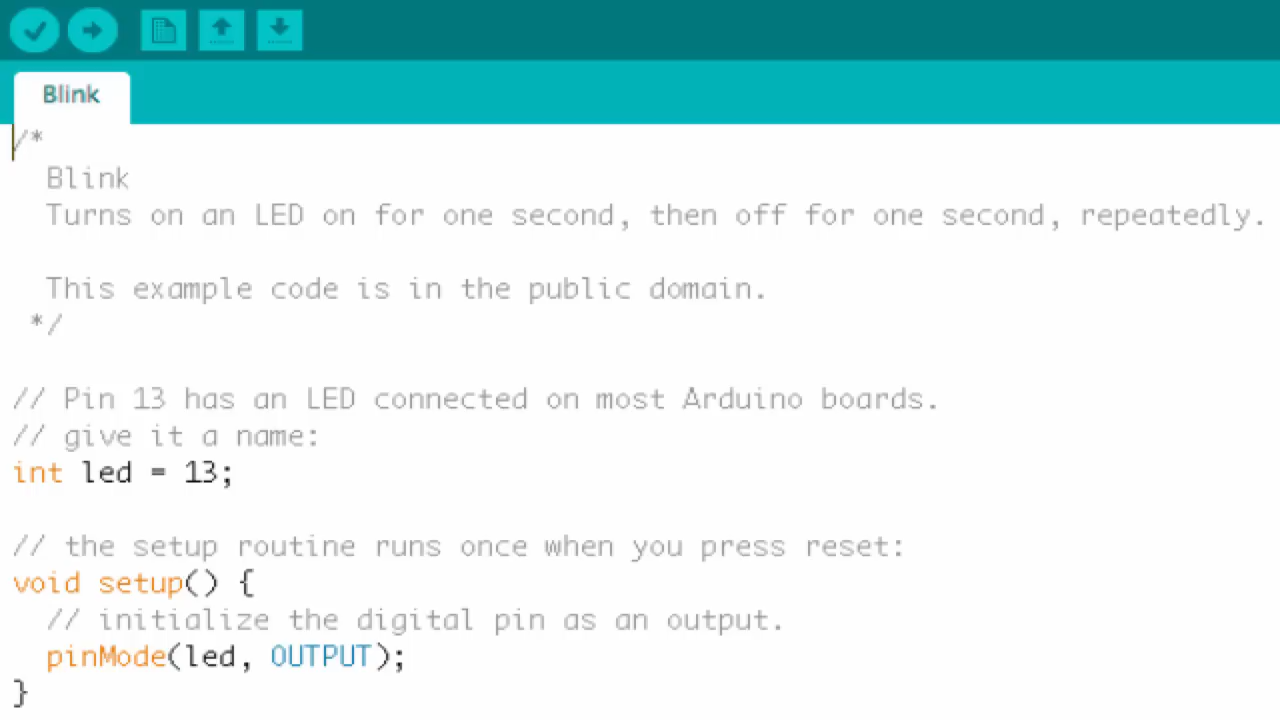 Blink
/*
  Blink
  Turns on an LED on for one second, then off for one second, repeatedly.

  This example code is in the public domain.
 */

// Pin 13 has an LED connected on most Arduino boards.
// give it a name:
int led = 13;

// the setup routine runs once when you press reset:
void setup() {
  // initialize the digital pin as an output.
  pinMode(led, OUTPUT);
}